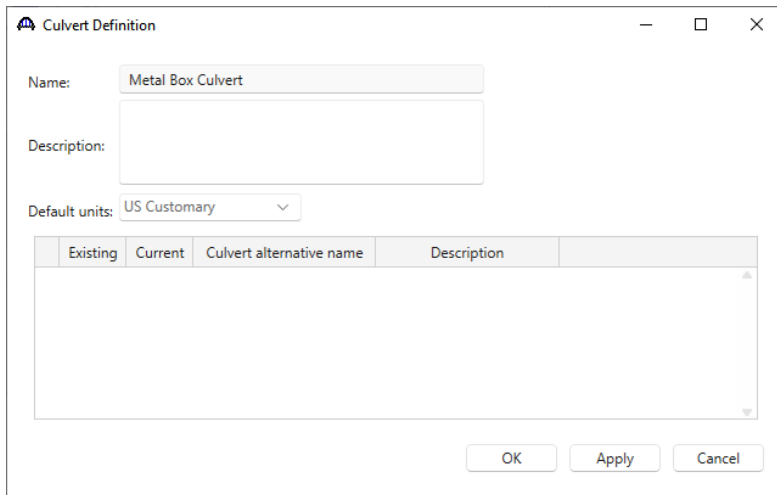 Culvert Definition
Name: Metal Box Culvert
Description:
Default units: US Customary
Existing Current Culvert alternative name Description
OK Apply Cancel